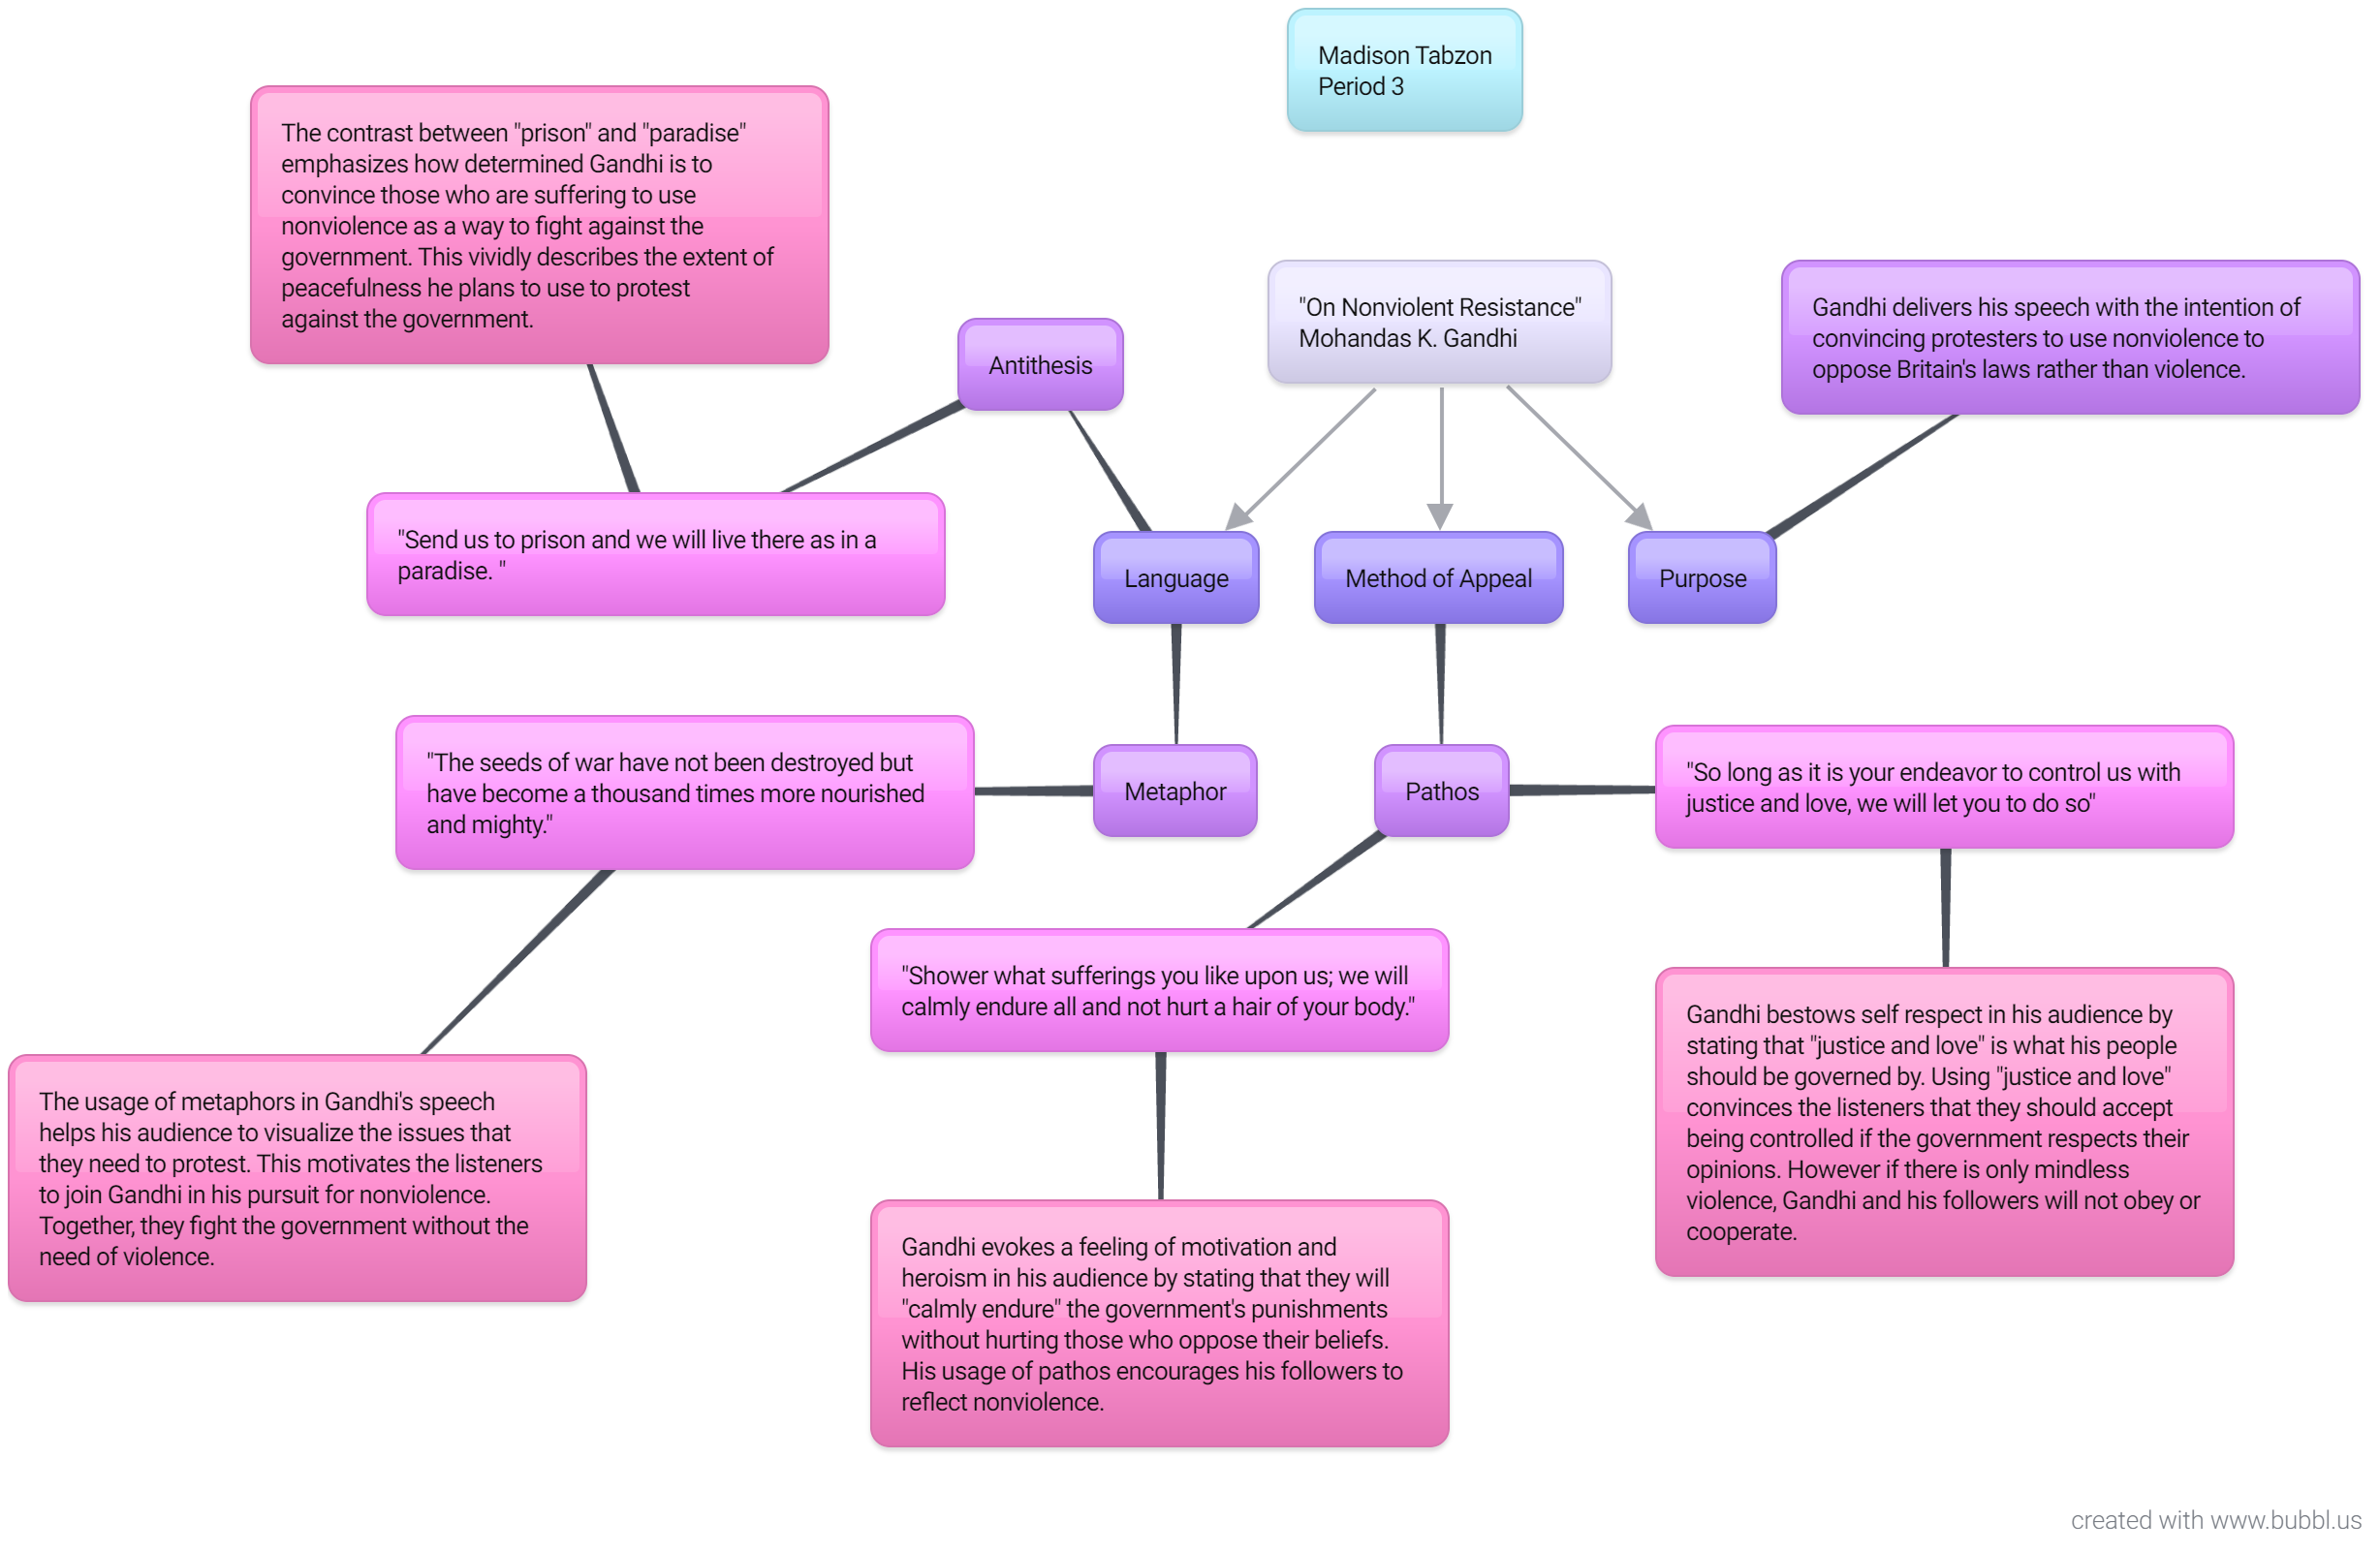 Madison Tabzon
Period 3
The contrast between "prison" and "paradise"
emphasizes how determined Gandhi is to
convince those who are suffering to use
nonviolence as a way to fight against the
government. This vividly describes the extent of
peacefulness he plans to use to protest
against the government.
Antithesis
"On Nonviolent Resistance"
Mohandas K. Gandhi
Gandhi delivers his speech with the intention of
convincing protesters to use nonviolence to
oppose Britain's laws rather than violence.
"Send us to prison and we will live there as in a
paradise. "
Language
Method of Appeal
Purpose
"The seeds of war have not been destroyed but
have become a thousand times more nourished
and mighty."
Metaphor
Pathos
"So long as it is your endeavor to control us with
justice and love, we will let you to do so"
"Shower what sufferings you like upon us; we will
calmly endure all and not hurt a hair of your body."
The usage of metaphors in Gandhi's speech
helps his audience to visualize the issues that
they need to protest. This motivates the listeners
to join Gandhi in his pursuit for nonviolence.
Together, they fight the government without the
need of violence.
Gandhi evokes a feeling of motivation and
heroism in his audience by stating that they will
"calmly endure" the government's punishments
without hurting those who oppose their beliefs.
His usage of pathos encourages his followers to
reflect nonviolence.
Gandhi bestows self respect in his audience by
stating that "justice and love" is what his people
should be governed by. Using "justice and love"
convinces the listeners that they should accept
being controlled if the government respects their
opinions. However if there is only mindless
violence, Gandhi and his followers will not obey or
cooperate.
created with www.bubbl.us